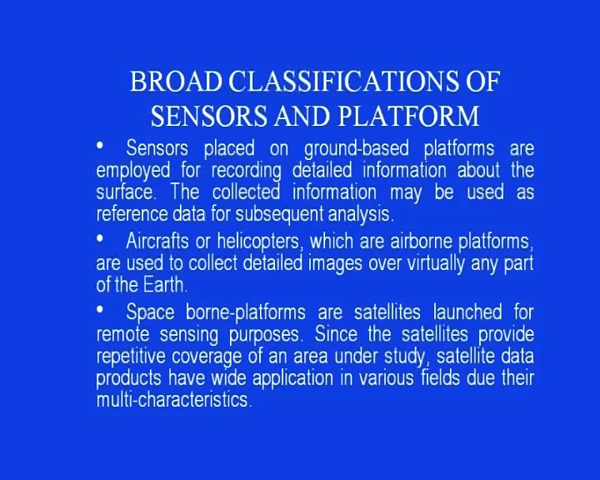 BROAD CLASSIFICATIONS OF
SENSORS AND PLATFORM
• Sensors placed on ground-based platforms are
employed for recording detailed information about the
surface. The collected information may be used as
reference data for subsequent analysis.
• Aircrafts or helicopters, which are airborne platforms,
are used to collect detailed images over virtually any part
of the Earth.
• Space borne-platforms are satellites launched for
remote sensing purposes. Since the satellites provide
repetitive coverage of an area under study, satellite data
products have wide application in various fields due their
multi-characteristics.